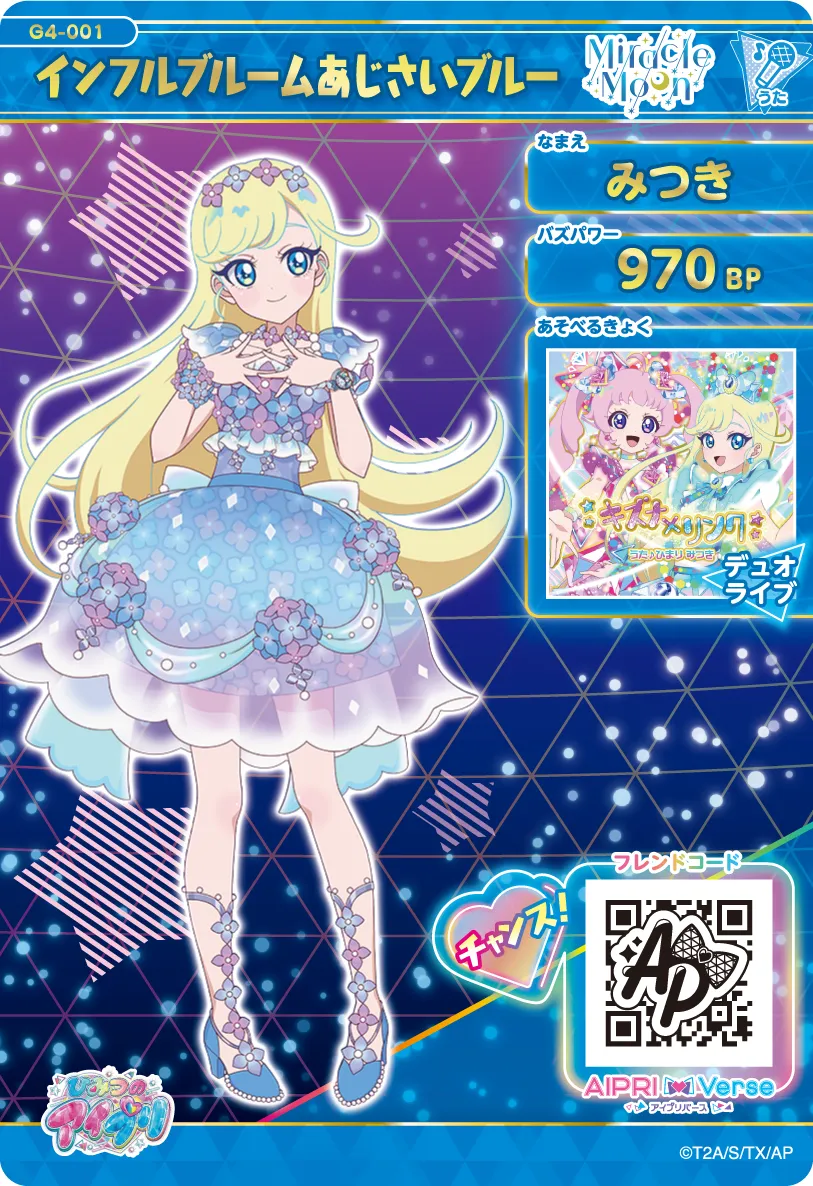 G4-001
インフルブルームあじさいブルー
Miracle
Moon
うた
なまえ
みつき
バズパワー
970 BP
あそべるきょく
キズナ×リンク
うた♪ひまり みつき
デュオ
ライブ
フレンドコード
チャンス!
AP
AIPRI Verse
アイプリバース
ひみつの
アイプリ
©T2A/S/TX/AP